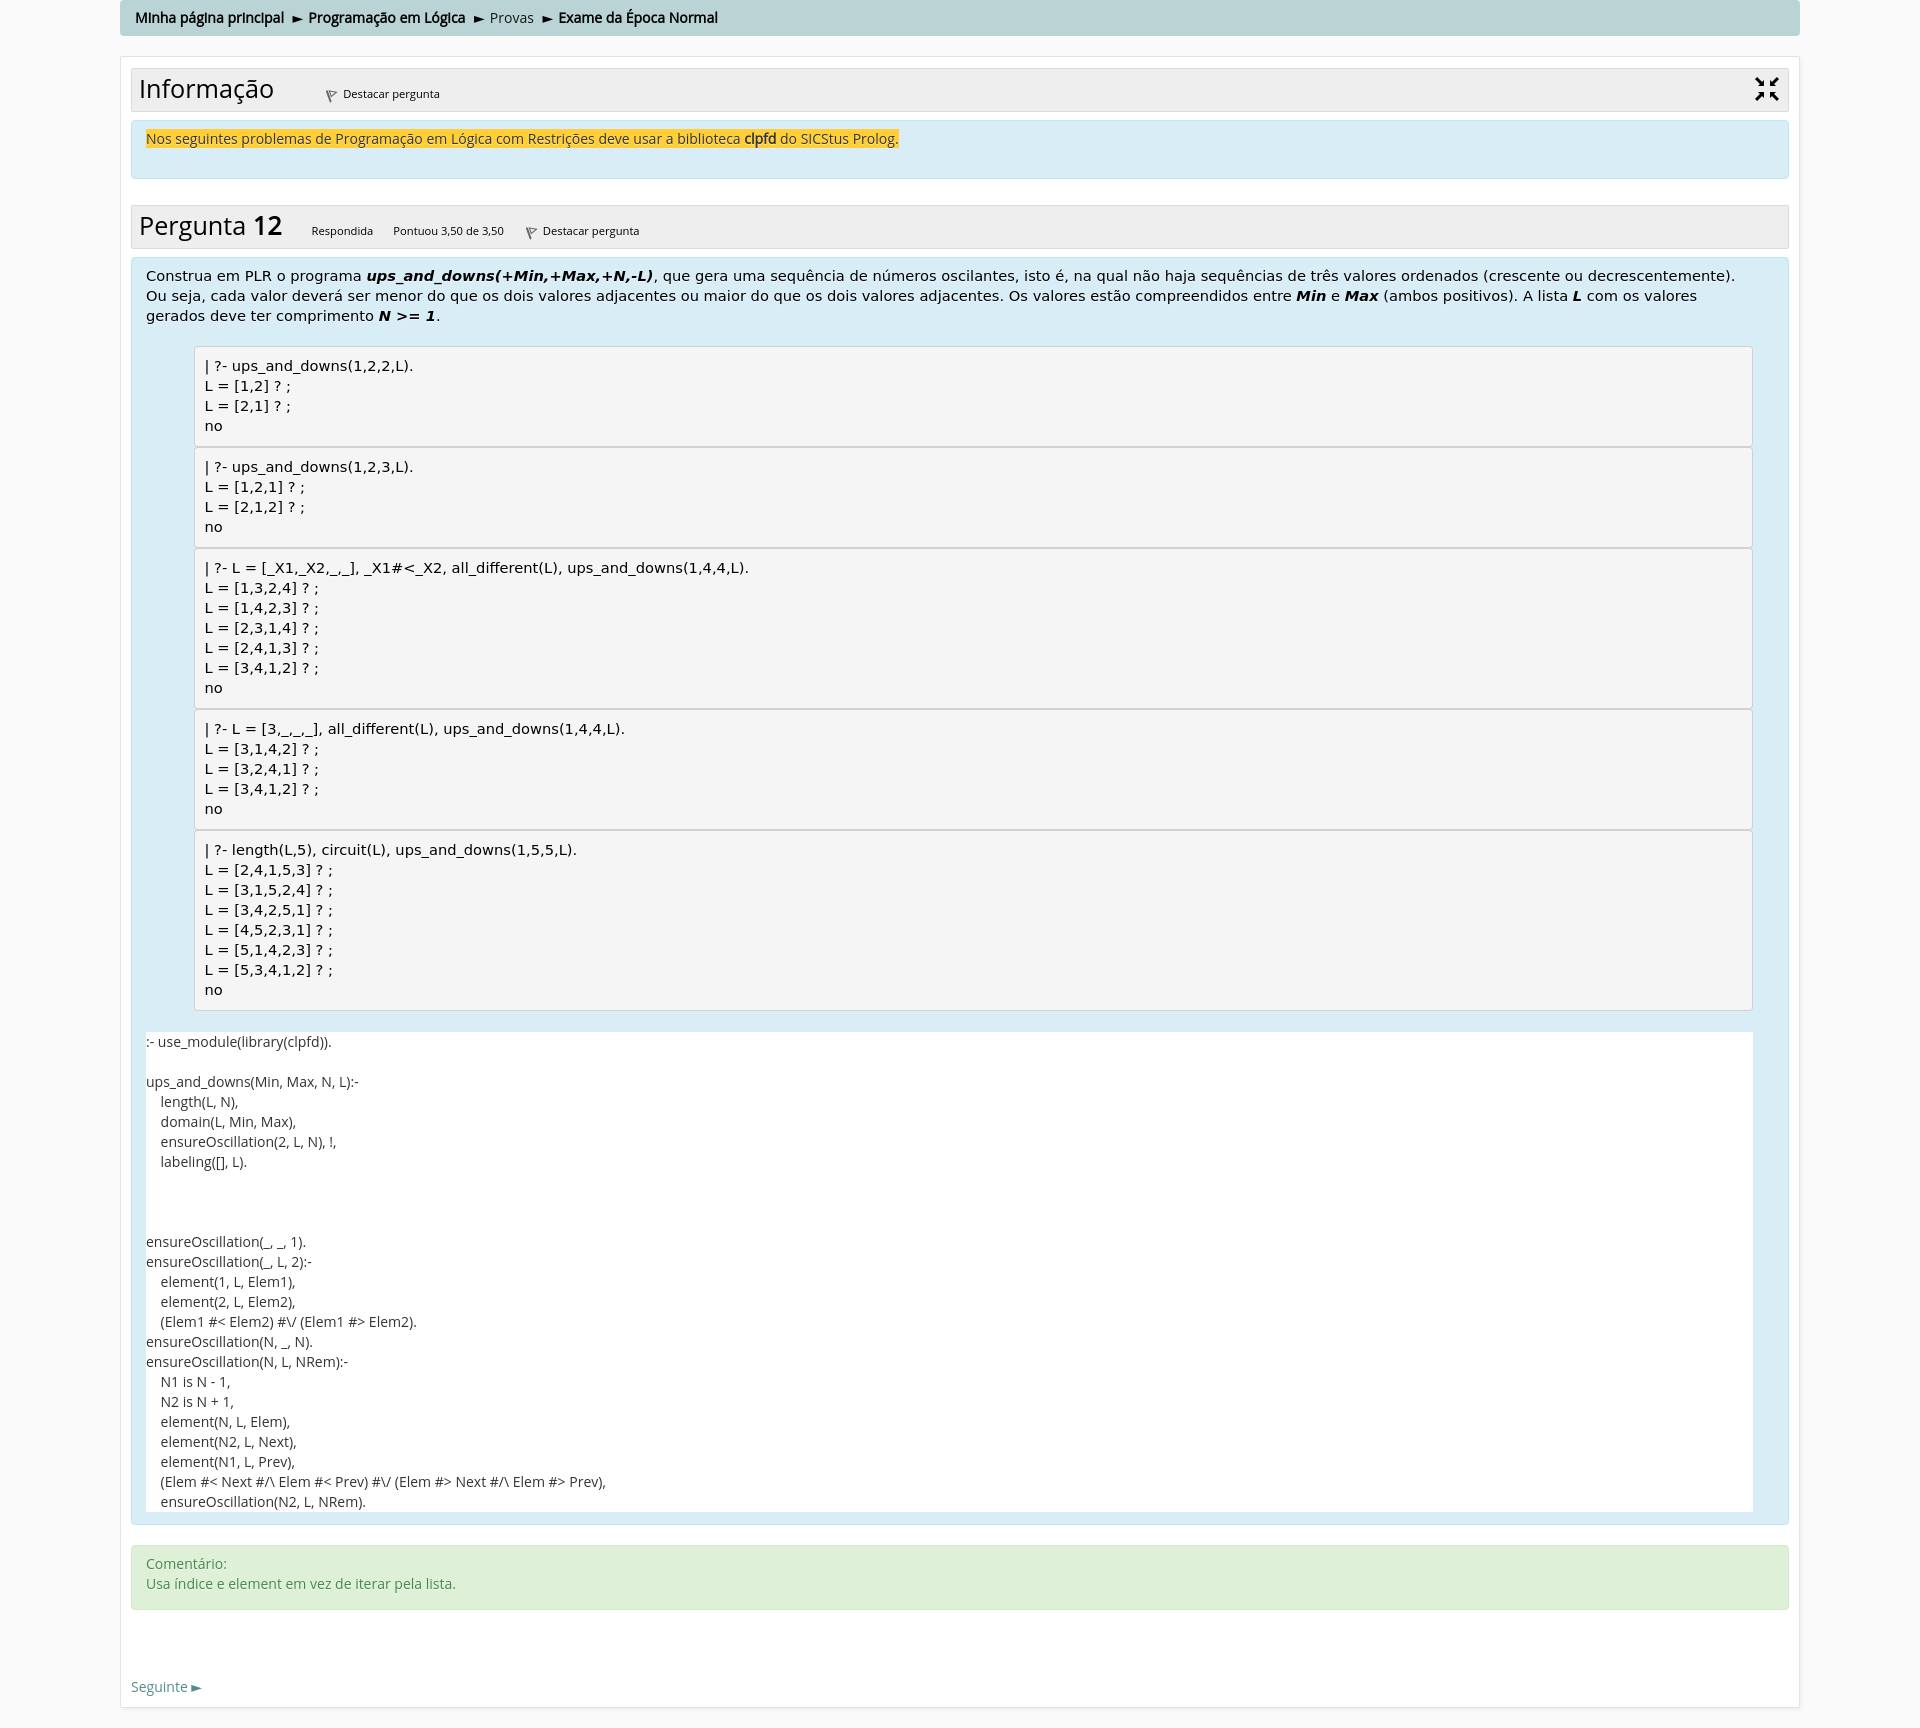 Minha página principal ► Programação em Lógica ► Provas ► Exame da Época Normal
Informação
Destacar pergunta
Nos seguintes problemas de Programação em Lógica com Restrições deve usar a biblioteca clpfd do SICStus Prolog.
Pergunta 12
Respondida
Pontuou 3,50 de 3,50
Destacar pergunta
Construa em PLR o programa ups_and_downs(+Min,+Max,+N,-L), que gera uma sequência de números oscilantes, isto é, na qual não haja sequências de três valores ordenados (crescente ou decrescentemente).
Ou seja, cada valor deverá ser menor do que os dois valores adjacentes ou maior do que os dois valores adjacentes. Os valores estão compreendidos entre Min e Max (ambos positivos). A lista L com os valores
gerados deve ter comprimento N >= 1.
| ?- ups_and_downs(1,2,2,L).
L = [1,2] ? ;
L = [2,1] ? ;
no
| ?- ups_and_downs(1,2,3,L).
L = [1,2,1] ? ;
L = [2,1,2] ? ;
no
| ?- L = [_X1,_X2,_,_], _X1#<_X2, all_different(L), ups_and_downs(1,4,4,L).
L = [1,3,2,4] ? ;
L = [1,4,2,3] ? ;
L = [2,3,1,4] ? ;
L = [2,4,1,3] ? ;
L = [3,4,1,2] ? ;
no
| ?- L = [3,_,_,_], all_different(L), ups_and_downs(1,4,4,L).
L = [3,1,4,2] ? ;
L = [3,2,4,1] ? ;
L = [3,4,1,2] ? ;
no
| ?- length(L,5), circuit(L), ups_and_downs(1,5,5,L).
L = [2,4,1,5,3] ? ;
L = [3,1,5,2,4] ? ;
L = [3,4,2,5,1] ? ;
L = [4,5,2,3,1] ? ;
L = [5,1,4,2,3] ? ;
L = [5,3,4,1,2] ? ;
no
:- use_module(library(clpfd)).
ups_and_downs(Min, Max, N, L):-
length(L, N),
domain(L, Min, Max),
ensureOscillation(2, L, N), !,
labeling([], L).
ensureOscillation(_, _, 1).
ensureOscillation(_, L, 2):-
element(1, L, Elem1),
element(2, L, Elem2),
(Elem1 #< Elem2) #\/ (Elem1 #> Elem2).
ensureOscillation(N, _, N).
ensureOscillation(N, L, NRem):-
N1 is N - 1,
N2 is N + 1,
element(N, L, Elem),
element(N2, L, Next),
element(N1, L, Prev),
(Elem #< Next #/\ Elem #< Prev) #\/ (Elem #> Next #/\ Elem #> Prev),
ensureOscillation(N2, L, NRem).
Comentário:
Usa índice e element em vez de iterar pela lista.
Seguinte ►